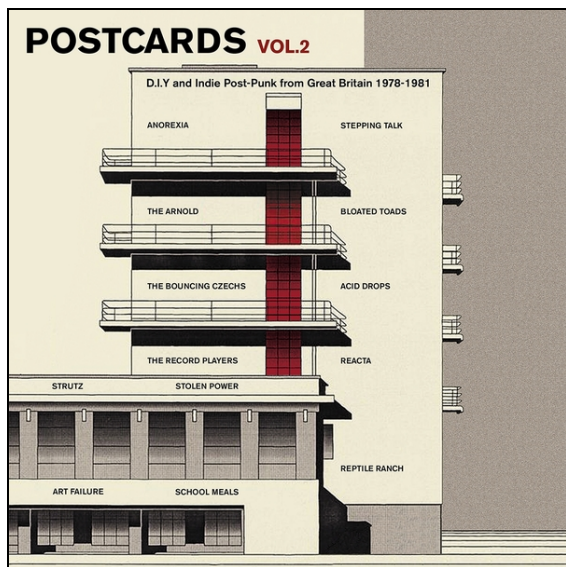 POSTCARDS VOL.2
D.I.Y and Indie Post-Punk from Great Britain 1978-1981
ANOREXIA STEPPING TALK
THE ARNOLD BLOATED TOADS
THE BOUNCING CZECHS ACID DROPS
THE RECORD PLAYERS REACTA
STRUTZ STOLEN POWER
REPTILE RANCH
ART FAILURE SCHOOL MEALS